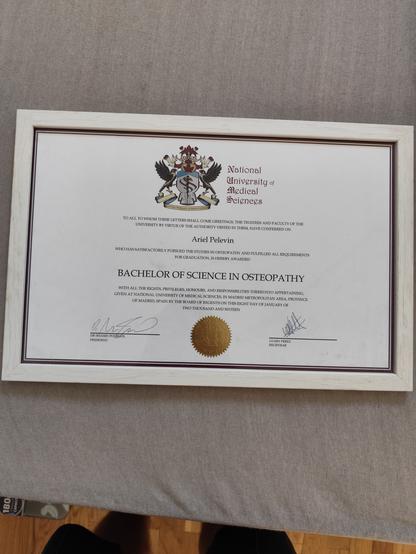 National
University of
Medical
Sciences
TO ALL TO WHOM THESE LETTERS SHALL COME GREETINGS, THE TRUSTEES AND FACULTY OF THE
UNIVERSITY BY VIRTUE OF THE AUTHORITY VESTED IN THEM, HAVE CONFERRED ON
Ariel Pelevin
WHO HAS SATISFACTORILY PURSUED THE STUDIES IN OSTEOPATHY AND FULFILLED ALL REQUIREMENTS
FOR GRADUATION, IS HEREBY AWARDED
BACHELOR OF SCIENCE IN OSTEOPATHY
WITH ALL THE RIGHTS, PRIVILEGES, HONOURS, AND RESPONSIBILITIES THEREUNTO APPERTAINING,
GIVEN AT NATIONAL UNIVERSITY OF MEDICAL SCIENCES, IN MADRID METROPOLITAN AREA, PROVINCE
OF MADRID, SPAIN BY THE BOARD OF REGENTS ON THIS EIGHT DAY OF JANUARY OF
TWO THOUSAND AND SIXTEEN
PRESIDENT
PEREZ
REGISTRAR
180